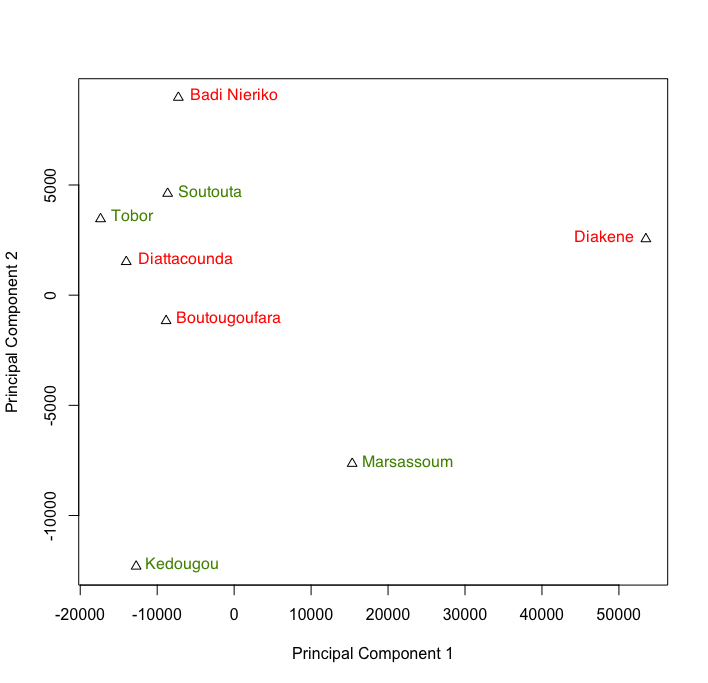 Badi Nieriko
Soutouta
Tobor
Diakene
Diattacounda
Boutougoufara
Marsassoum
Kedougou
5000
0
-5000
-10000
Principal Component 2
-20000 -10000 0 10000 20000 30000 40000 50000
Principal Component 1